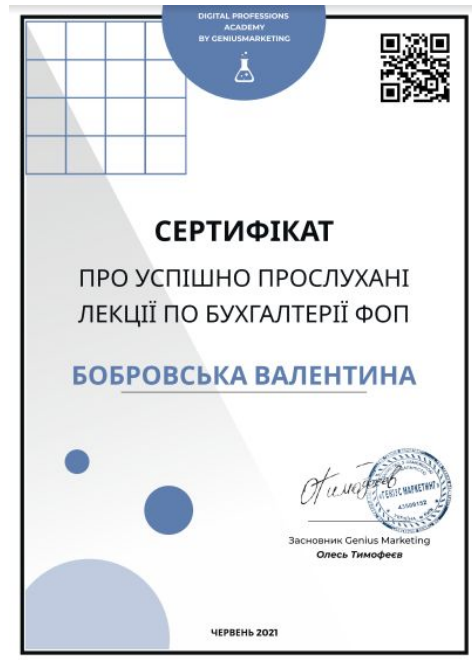 DIGITAL PROFESSIONS
ACADEMY
BY GENIUSMARKETING
СЕРТИФІКАТ
ПРО УСПІШНО ПРОСЛУХАНІ
ЛЕКЦІЇ ПО БУХГАЛТЕРІЇ ФОП
БОБРОВСЬКА ВАЛЕНТИНА
Засновник Genius Marketing
Олесь Тимофеєв
ЧЕРВЕНЬ 2021